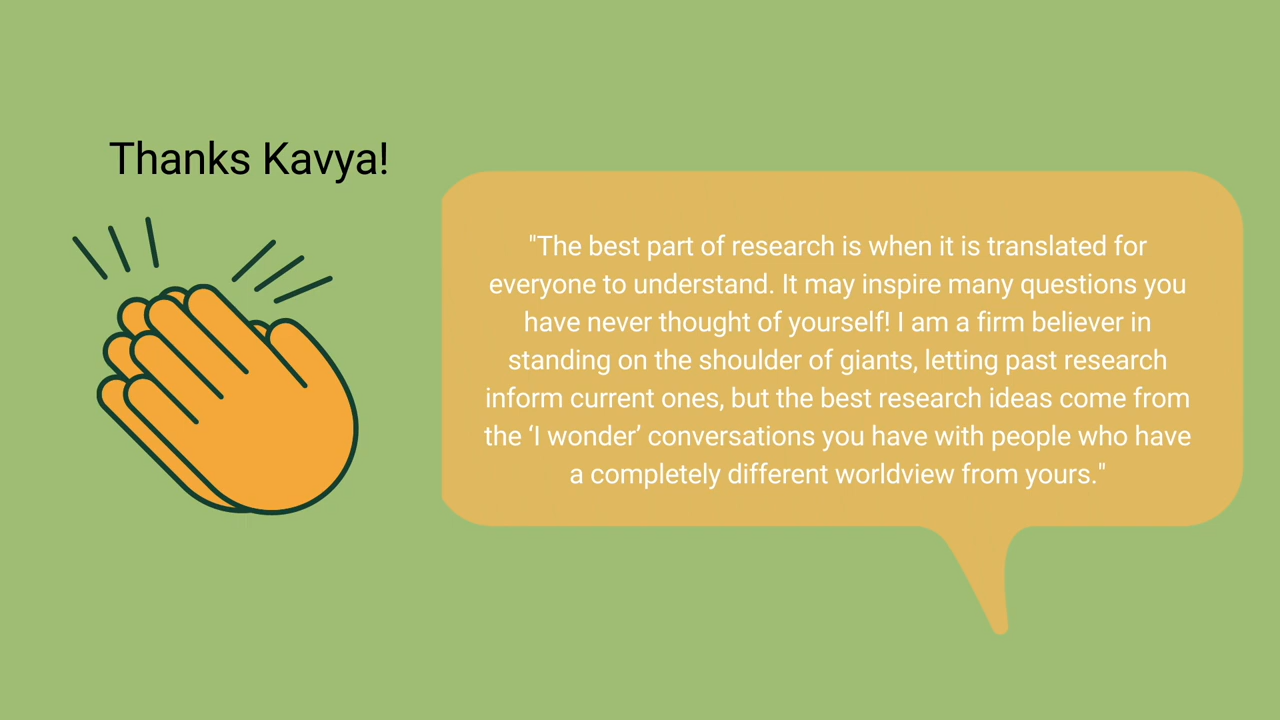 Thanks Kavya!
"The best part of research is when it is translated for
everyone to understand. It may inspire many questions you
have never thought of yourself! I am a firm believer in
standing on the shoulder of giants, letting past research
inform current ones, but the best research ideas come from
the ‘I wonder’ conversations you have with people who have
a completely different worldview from yours."